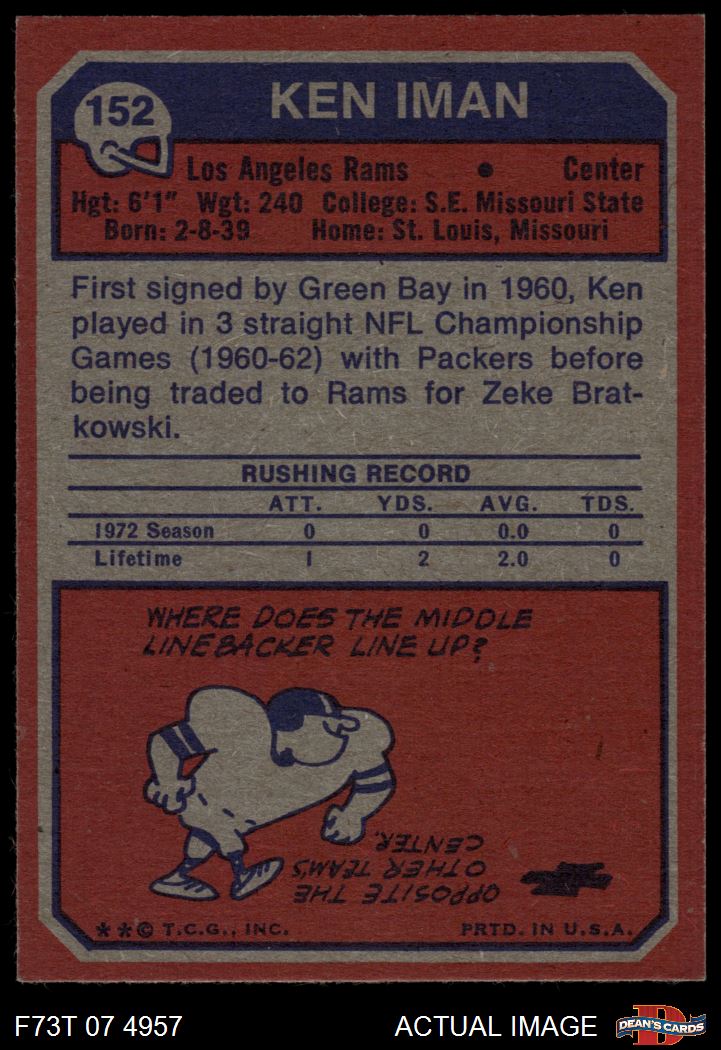 152
KEN IMAN
Los Angeles Rams • Center
Hgt: 6'1" Wgt: 240 College: S.E. Missouri State
Born: 2-8-39 Home: St. Louis, Missouri
First signed by Green Bay in 1960, Ken
played in 3 straight NFL Championship
Games (1960-62) with Packers before
being traded to Rams for Zeke Brat-
kowski.
RUSHING RECORD
ATT. YDS. AVG. TDS.
1972 Season 0 0 0.0 0
Lifetime 1 2 2.0 0
WHERE DOES THE MIDDLE
LINEBACKER LINE UP?
OPPOSITE THE
OTHER TEAM'S
CENTER.
**© T.C.G., INC. PRTD. IN U.S.A.
F73T 07 4957 ACTUAL IMAGE
D
DEAN'S CARDS